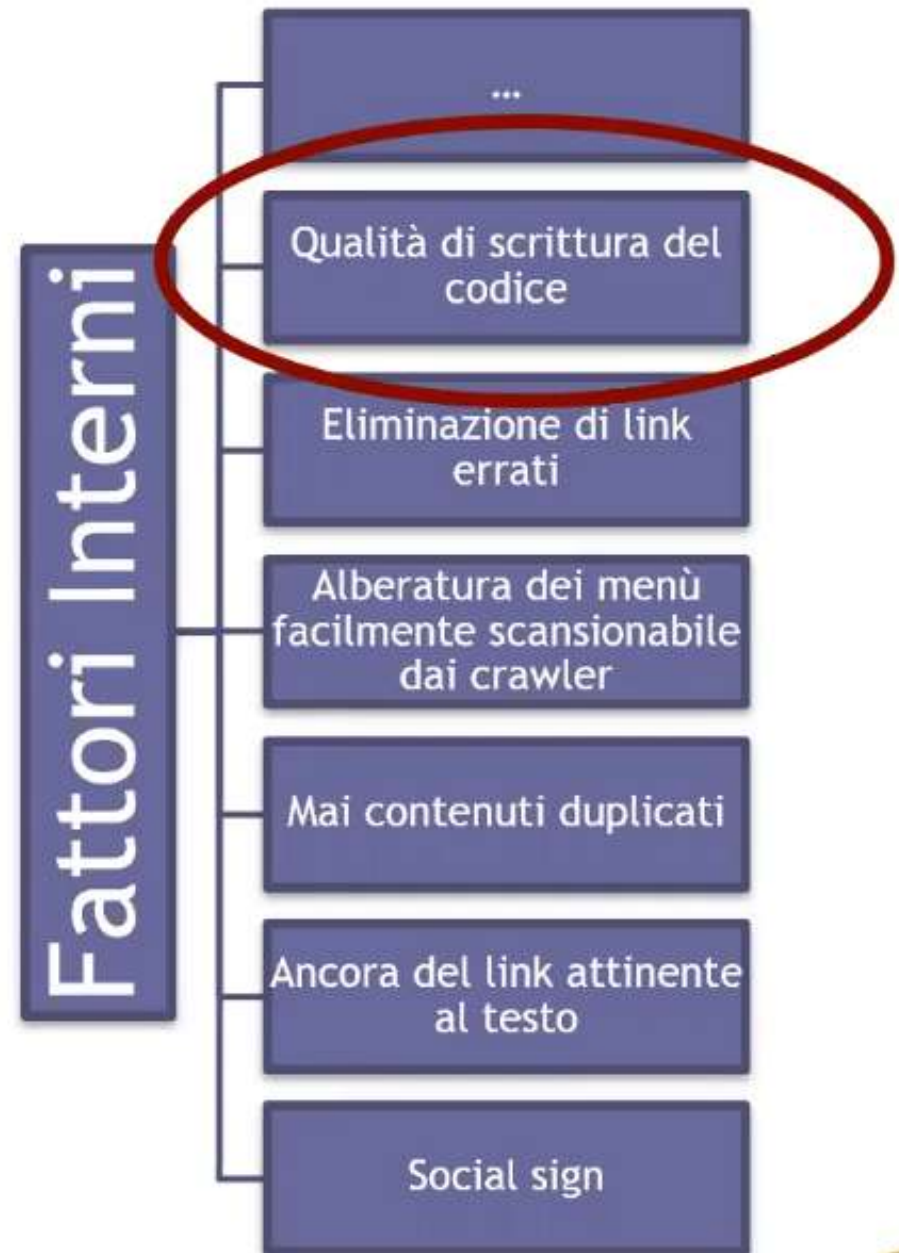 ...
Qualità di scrittura del
codice
Eliminazione di link
errati
Alberatura dei menù
facilmente scansionabile
dai crawler
Mai contenuti duplicati
Ancora del link attinente
al testo
Social sign
Fattori Interni